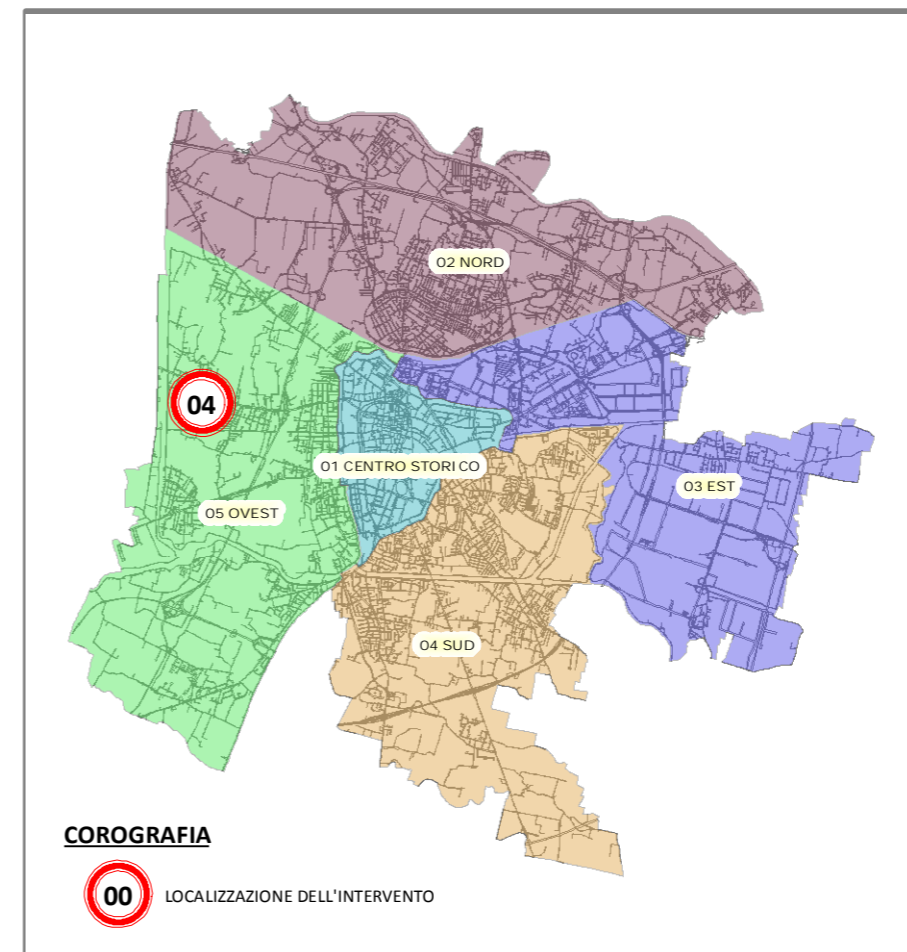 02 NORD
04
01 CENTRO STORICO
03 EST
05 OVEST
04 SUD
COROGRAFIA
00 LOCALIZZAZIONE DELL'INTERVENTO